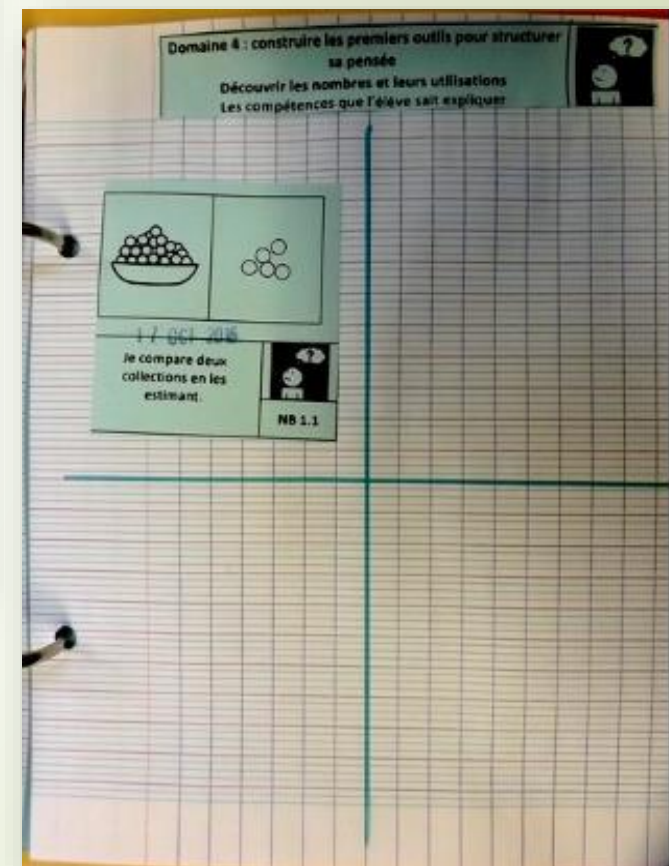 Domaine 4 : construire les premiers outils pour structurer
sa pensée
Découvrir les nombres et leurs utilisations
Les compétences que l'élève sait expliquer
?
17 OCT 2016
Je compare deux
collections en les
estimant.
?
NB 1.1